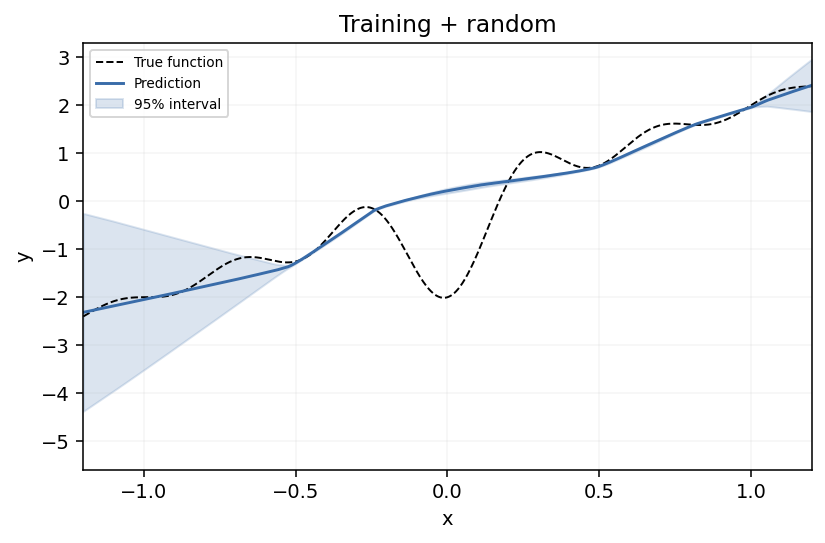 Training + random
True function
Prediction
95% interval
3
2
1
0
−1
−2
−3
−4
−5
y
−1.0 −0.5 0.0 0.5 1.0
x